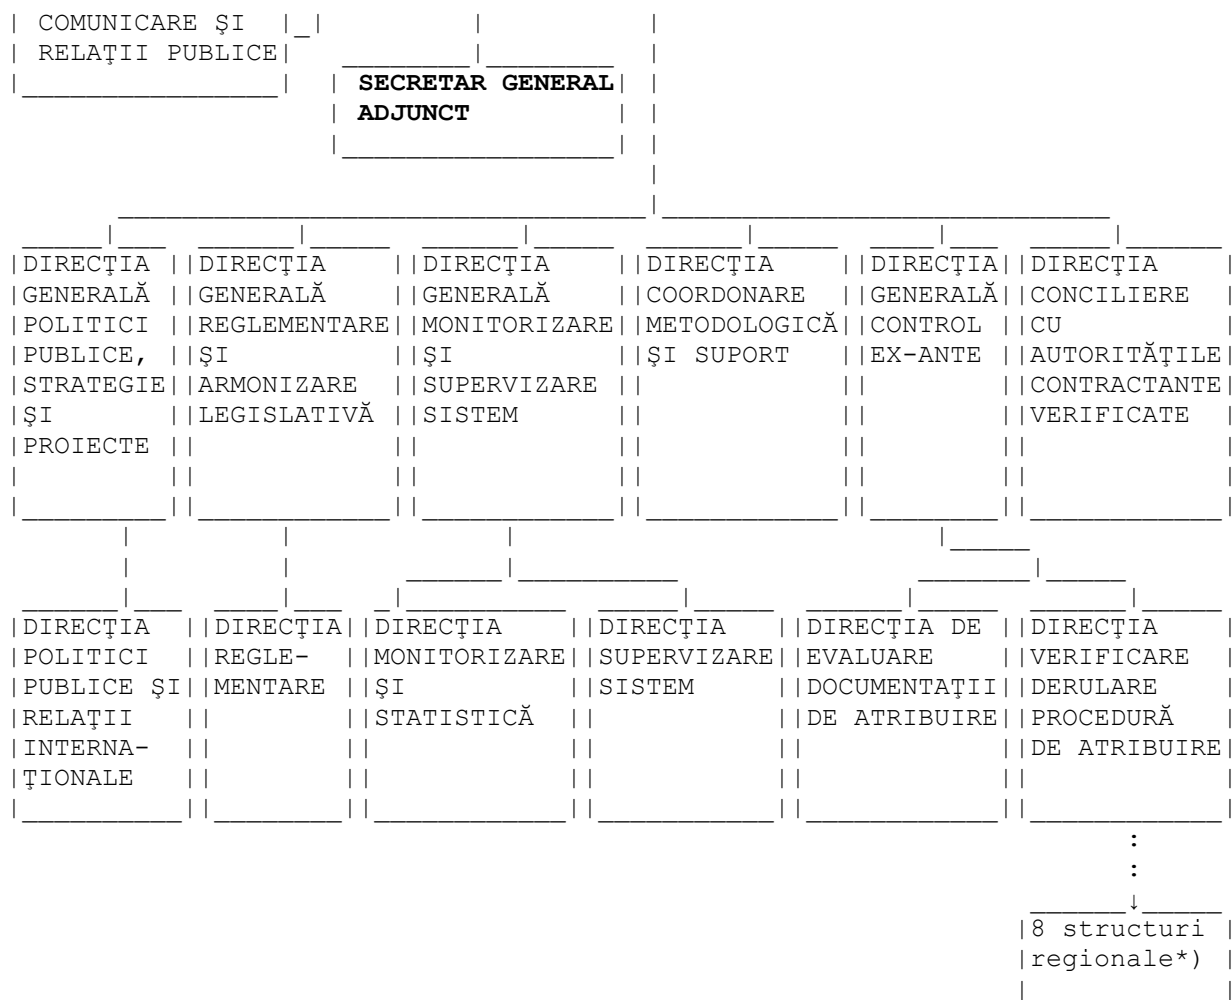 COMUNICARE ŞI
RELAŢII PUBLICE
SECRETAR GENERAL
ADJUNCT
DIRECŢIA
GENERALĂ
POLITICI
PUBLICE,
STRATEGIE
ŞI
PROIECTE
DIRECŢIA
GENERALĂ
REGLEMENTARE
ŞI
ARMONIZARE
LEGISLATIVĂ
DIRECŢIA
GENERALĂ
MONITORIZARE
ŞI
SUPERVIZARE
SISTEM
DIRECŢIA
COORDONARE
METODOLOGICĂ
ŞI SUPORT
DIRECŢIA
GENERALĂ
CONTROL
EX-ANTE
DIRECŢIA
CONCILIERE
CU
AUTORITĂŢILE
CONTRACTANTE
VERIFICATE
DIRECŢIA
POLITICI
PUBLICE ŞI
RELAŢII
INTERNA-
ŢIONALE
DIRECŢIA
REGLE-
MENTARE
DIRECŢIA
MONITORIZARE
ŞI
STATISTICĂ
DIRECŢIA
SUPERVIZARE
SISTEM
DIRECŢIA DE
EVALUARE
DOCUMENTAŢII
DE ATRIBUIRE
DIRECŢIA
VERIFICARE
DERULARE
PROCEDURĂ
DE ATRIBUIRE
8 structuri
regionale*)